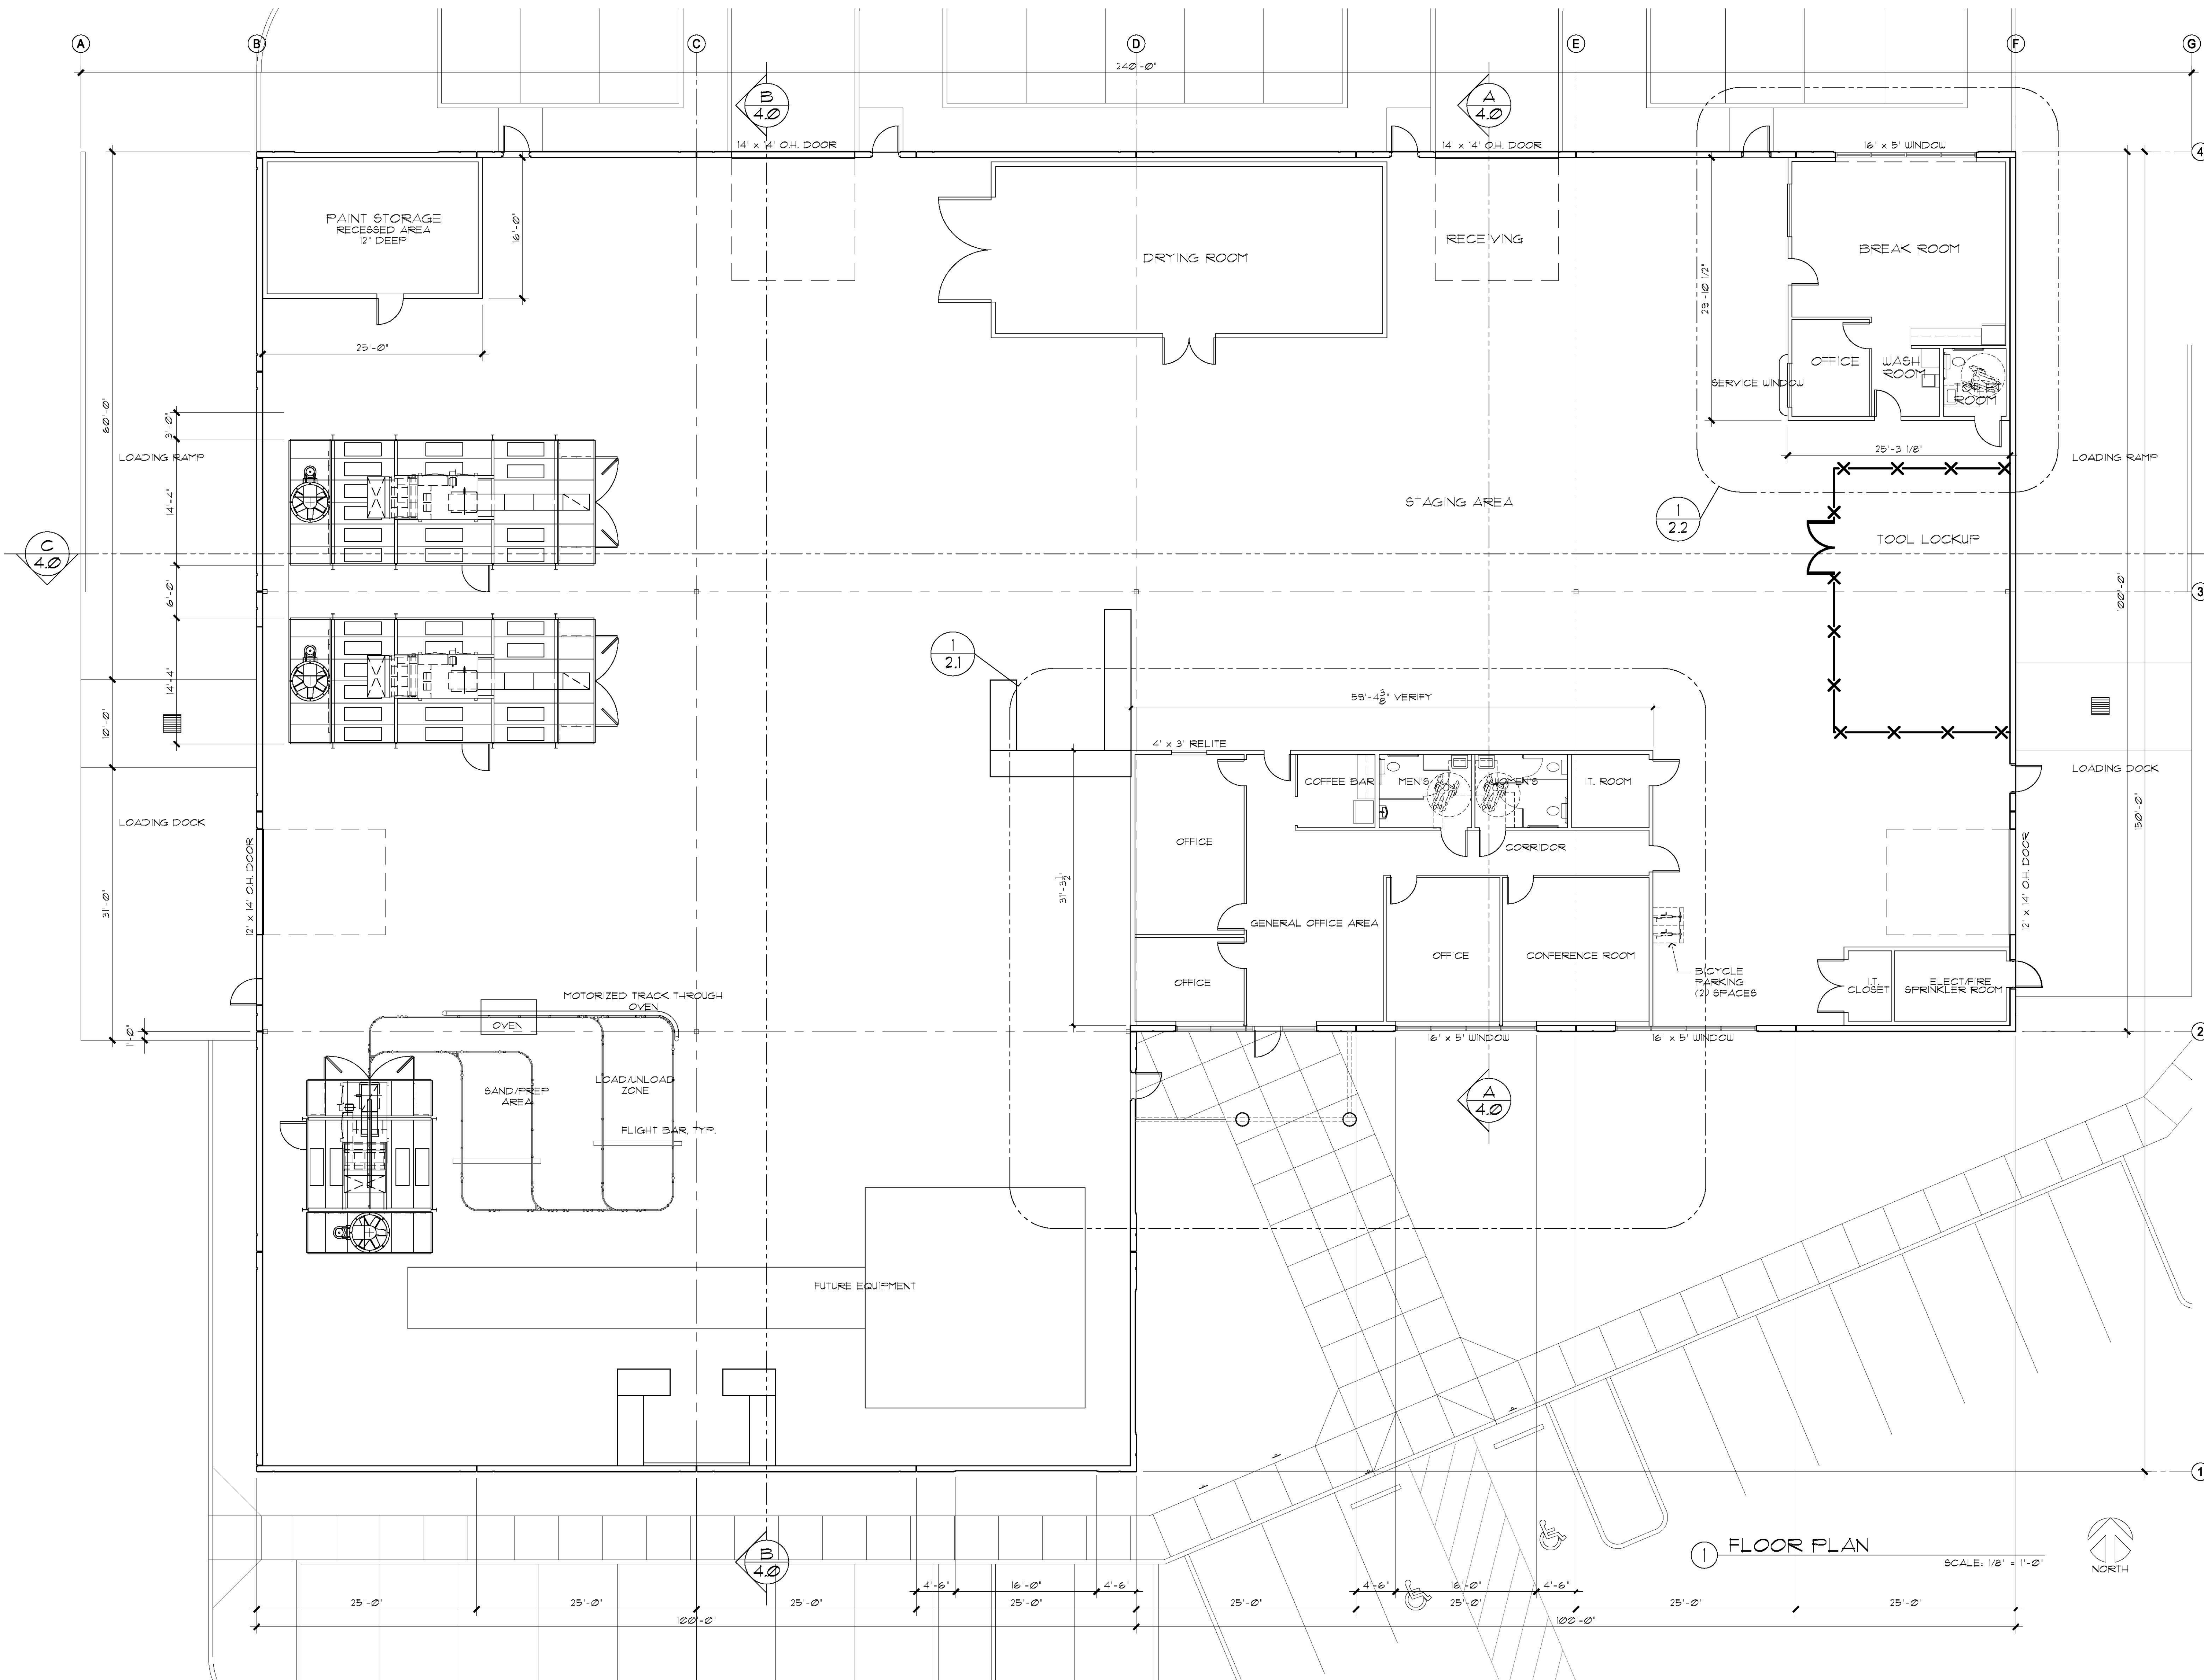 A
B
C
D
E
F
G
240'-0"
B
4.0
A
4.0
14' x 14' O.H. DOOR
14' x 14' O.H. DOOR
16' x 5' WINDOW
4
PAINT STORAGE
RECESSED AREA
12" DEEP
16'-0"
25'-0"
DRYING ROOM
RECEIVING
BREAK ROOM
29'-10 1/2"
OFFICE
WASH
ROOM
ROOM
SERVICE WINDOW
25'-3 1/8"
60'-0"
3'-0"
LOADING RAMP
14'-4"
LOADING RAMP
STAGING AREA
1
2.2
TOOL LOCKUP
C
4.0
6'-0"
100'-0"
3
14'-4"
10'-0"
1
2.1
59'-4 3/8" VERIFY
150'-0"
4' x 3' RELITE
LOADING DOCK
LOADING DOCK
COFFEE BAR
MEN'S
WOMEN'S
I.T. ROOM
OFFICE
CORRIDOR
12' x 14' O.H. DOOR
12' x 14' O.H. DOOR
31'-0"
31'-3 1/2"
GENERAL OFFICE AREA
OFFICE
CONFERENCE ROOM
OFFICE
BICYCLE
PARKING
(2) SPACES
I.T.
CLOSET
ELECT/FIRE
SPRINKLER ROOM
MOTORIZED TRACK THROUGH
OVEN
OVEN
1'-0"
2
16' x 5' WINDOW
16' x 5' WINDOW
SAND/PREP
AREA
LOAD/UNLOAD
ZONE
FLIGHT BAR, TYP.
A
4.0
FUTURE EQUIPMENT
1
B
4.0
1
FLOOR PLAN
SCALE: 1/8" = 1'-0"
NORTH
4'-6"
16'-0"
4'-6"
4'-6"
16'-0"
4'-6"
25'-0"
25'-0"
25'-0"
25'-0"
25'-0"
25'-0"
25'-0"
25'-0"
100'-0"
100'-0"